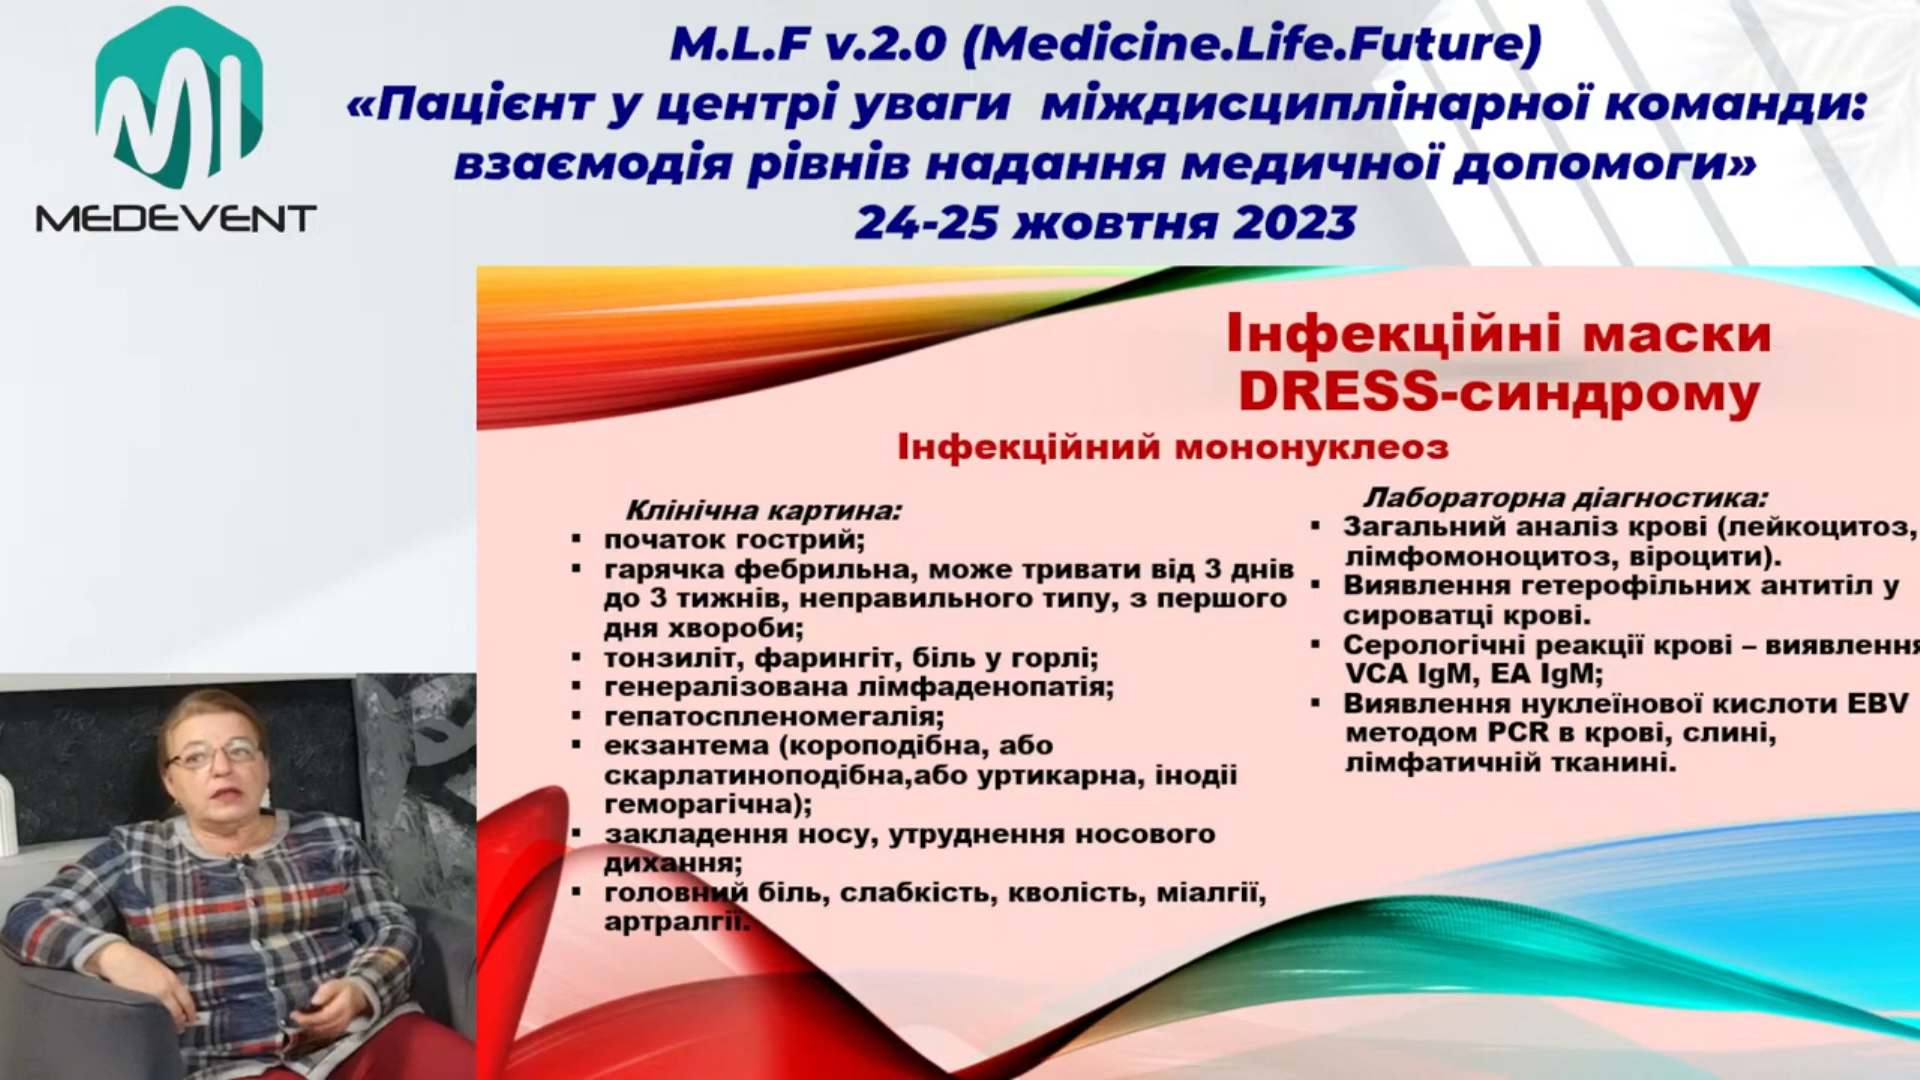 MEDEVENT
M.L.F v.2.0 (Medicine.Life.Future)
«Пацієнт у центрі уваги міждисциплінарної команди:
взаємодія рівнів надання медичної допомоги»
24-25 жовтня 2023
Інфекційні маски
DRESS-синдрому
Інфекційний мононуклеоз
Клінічна картина:
▪ початок гострий;
▪ гарячка фебрильна, може тривати від 3 днів
до 3 тижнів, неправильного типу, з першого
дня хвороби;
▪ тонзиліт, фарингіт, біль у горлі;
▪ генералізована лімфаденопатія;
▪ гепатоспленомегалія;
▪ екзантема (короподібна, або
скарлатиноподібна,або уртикарна, інодіі
геморагічна);
▪ закладення носу, утруднення носового
дихання;
▪ головний біль, слабкість, кволість, міалгії,
артралгії.
Лабораторна діагностика:
▪ Загальний аналіз крові (лейкоцитоз,
лімфомоноцитоз, віроцити).
▪ Виявлення гетерофільних антитіл у
сироватці крові.
▪ Серологічні реакції крові – виявлення
VCA IgM, EA IgM;
▪ Виявлення нуклеїнової кислоти EBV
методом PCR в крові, слині,
лімфатичній тканині.